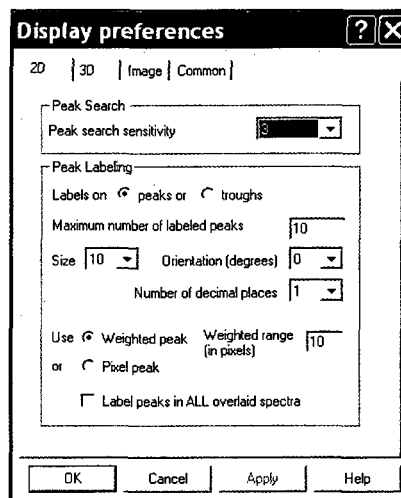 Display preferences ? X
2D 3D Image Common
Peak Search
Peak search sensitivity 3
Peak Labeling
Labels on peaks or troughs
Maximum number of labeled peaks 10
Size 10 Orientation (degrees) 0
Number of decimal places 1
Use Weighted peak Weighted range (in pixels) 10
or Pixel peak
Label peaks in ALL overlaid spectra
OK Cancel Apply Help